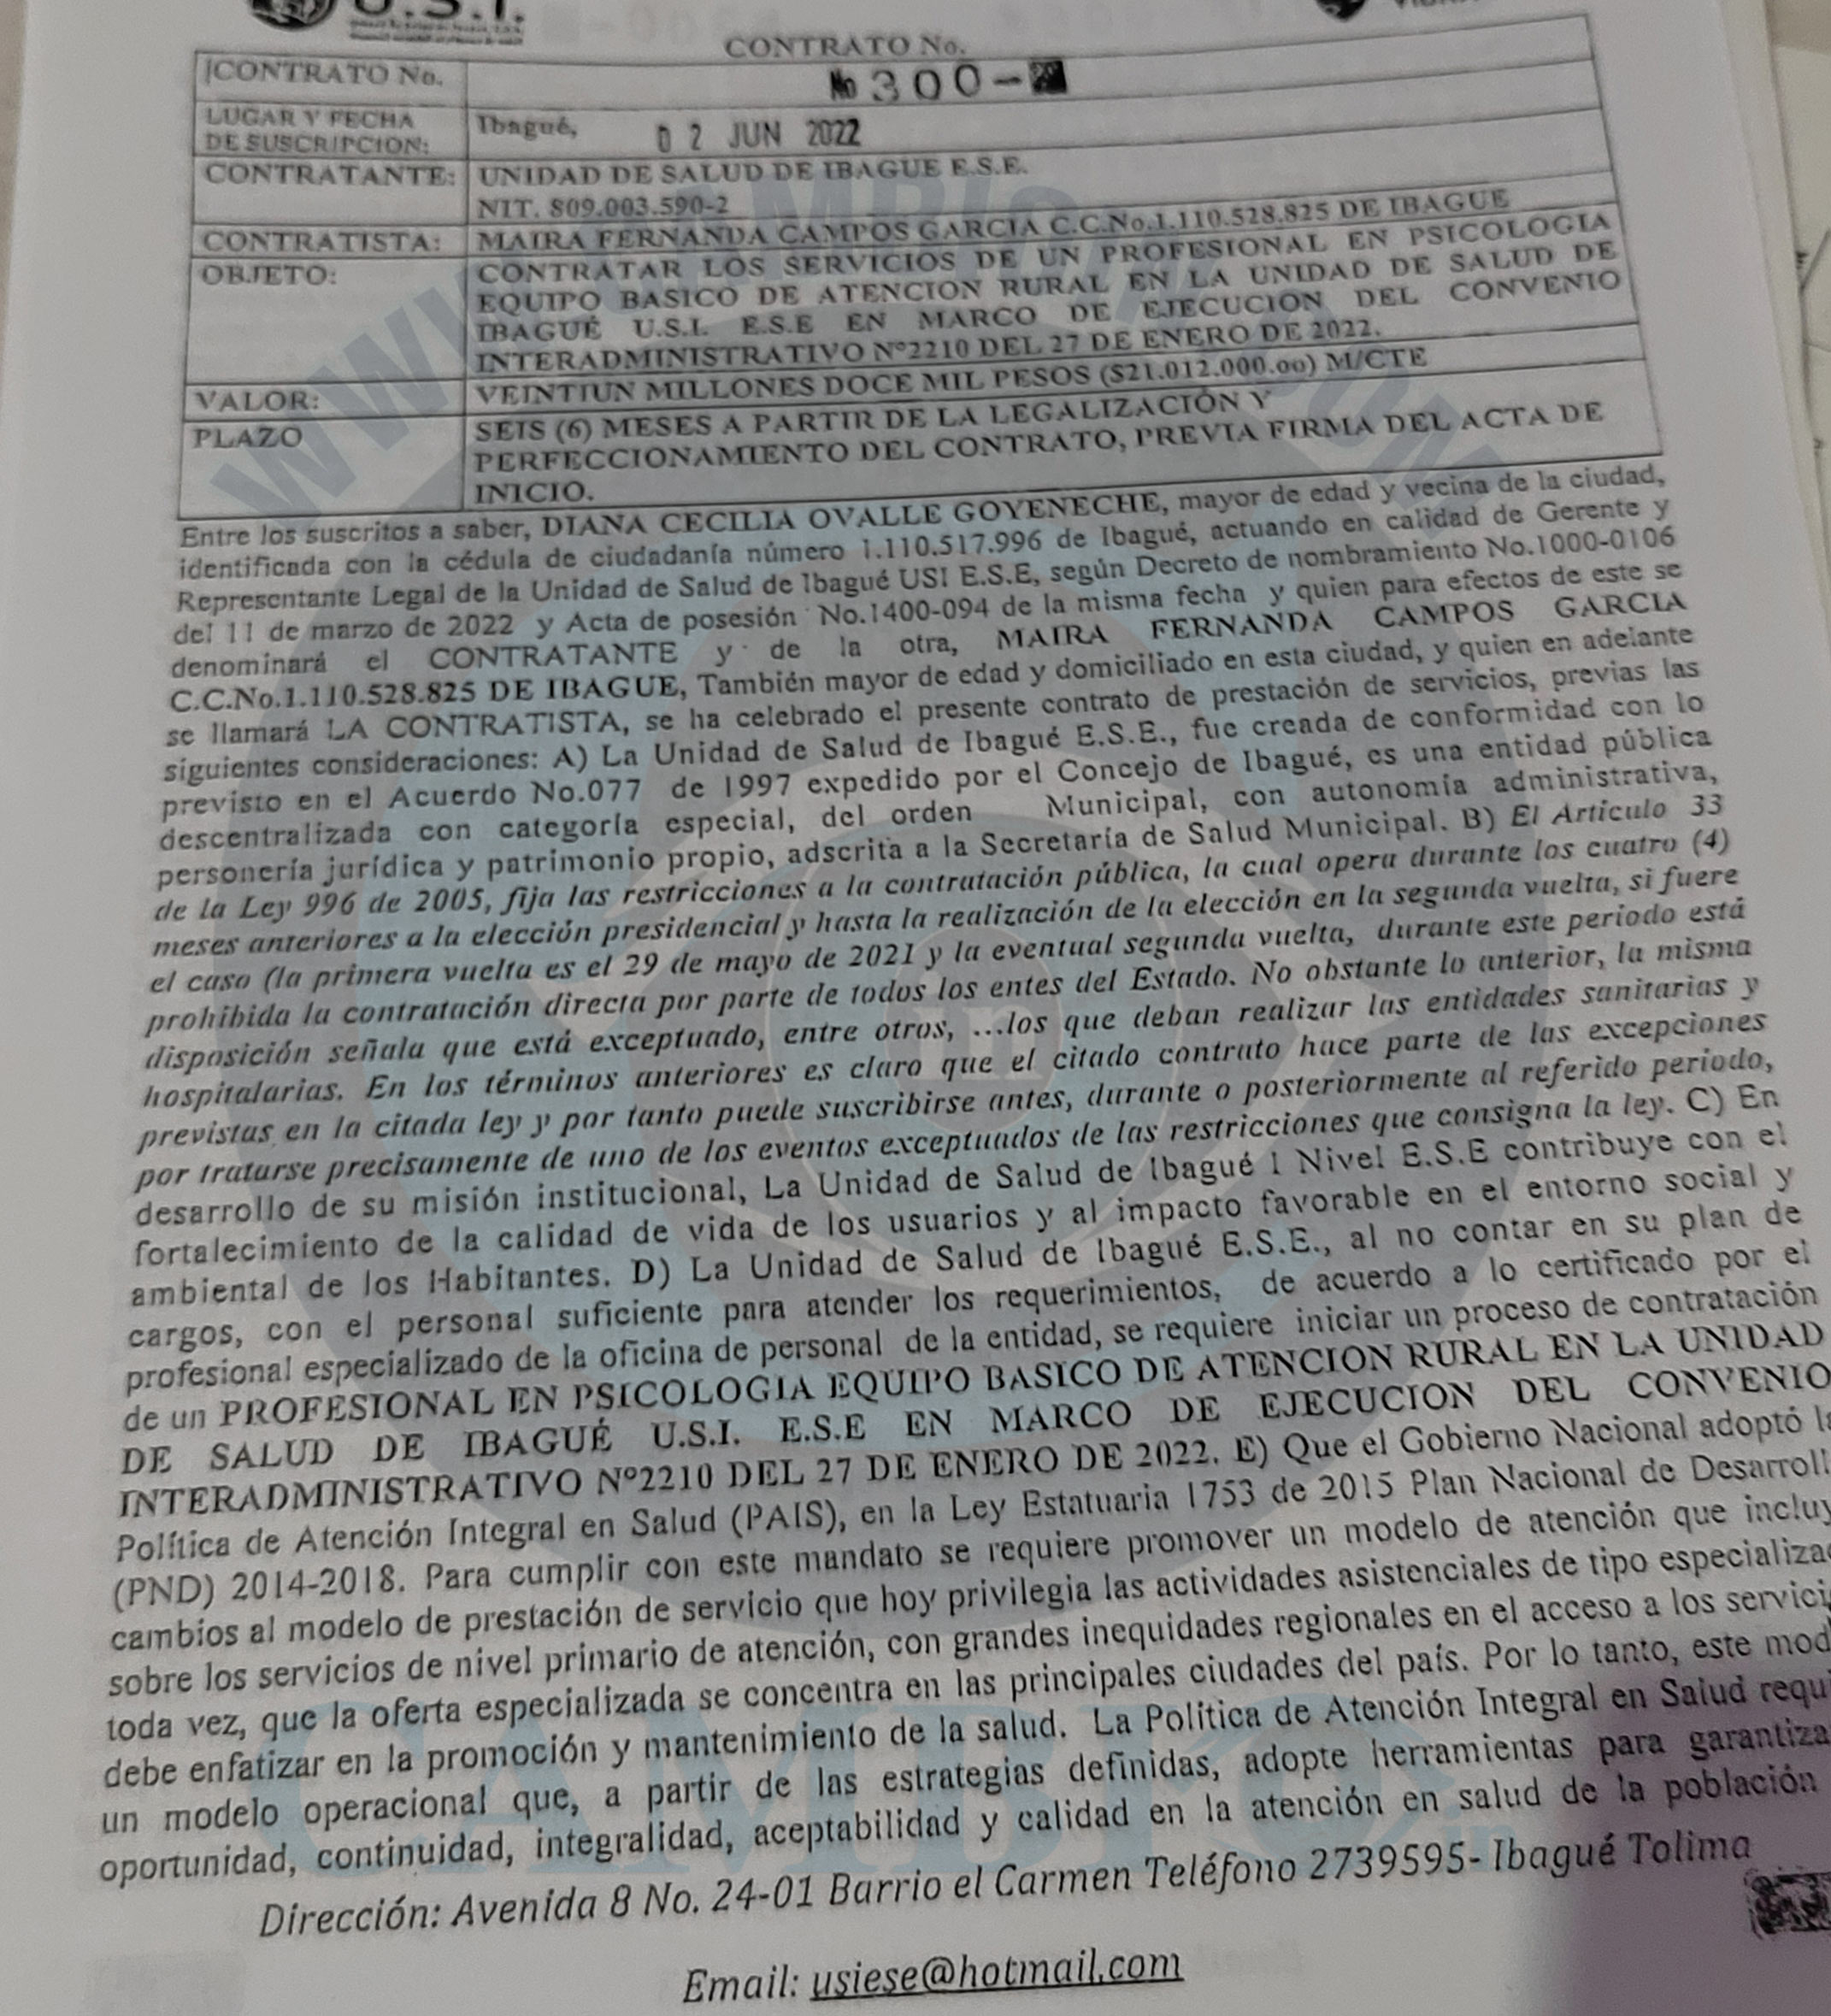 U.S.I.
CONTRATO No.
CONTRATO No.
No 300-
LUGAR Y FECHA
DE SUSCRIPCION:
Ibagué, 02 JUN 2022
CONTRATANTE:
UNIDAD DE SALUD DE IBAGUE E.S.E.
NIT. 809.003.590-2
CONTRATISTA:
MAIRA FERNANDA CAMPOS GARCIA C.C.No.1.110.528.825 DE IBAGUE
OBJETO:
CONTRATAR LOS SERVICIOS DE UN PROFESIONAL EN PSICOLOGIA
EQUIPO BASICO DE ATENCION RURAL EN LA UNIDAD DE SALUD DE
IBAGUÉ U.S.I. E.S.E EN MARCO DE EJECUCION DEL CONVENIO
INTERADMINISTRATIVO Nº2210 DEL 27 DE ENERO DE 2022.
VALOR:
VEINTIUN MILLONES DOCE MIL PESOS ($21.012.000.oo) M/CTE
PLAZO
SEIS (6) MESES A PARTIR DE LA LEGALIZACIÓN Y
PERFECCIONAMIENTO DEL CONTRATO, PREVIA FIRMA DEL ACTA DE
INICIO.
Entre los suscritos a saber, DIANA CECILIA OVALLE GOYENECHE, mayor de edad y vecina de la ciudad,
identificada con la cédula de ciudadanía número 1.110.517.996 de Ibagué, actuando en calidad de Gerente y
Representante Legal de la Unidad de Salud de Ibagué USI E.S.E, según Decreto de nombramiento No.1000-0106
del 11 de marzo de 2022 y Acta de posesión No.1400-094 de la misma fecha y quien para efectos de este se
denominará el CONTRATANTE y de la otra, MAIRA FERNANDA CAMPOS GARCIA
C.C.No.1.110.528.825 DE IBAGUE, También mayor de edad y domiciliado en esta ciudad, y quien en adelante
se llamará LA CONTRATISTA, se ha celebrado el presente contrato de prestación de servicios, previas las
siguientes consideraciones: A) La Unidad de Salud de Ibagué E.S.E., fue creada de conformidad con lo
previsto en el Acuerdo No.077 de 1997 expedido por el Concejo de Ibagué, es una entidad pública
descentralizada con categoría especial, del orden Municipal, con autonomía administrativa,
personería jurídica y patrimonio propio, adscrita a la Secretaría de Salud Municipal. B) El Articulo 33
de la Ley 996 de 2005, fija las restricciones a la contratación pública, la cual opera durante los cuatro (4)
meses anteriores a la elección presidencial y hasta la realización de la elección en la segunda vuelta, si fuere
el caso (la primera vuelta es el 29 de mayo de 2021 y la eventual segunda vuelta, durante este periodo está
prohibida la contratación directa por parte de todos los entes del Estado. No obstante lo anterior, la misma
disposición señala que está exceptuado, entre otros, ...los que deban realizar las entidades sanitarias y
hospitalarias. En los términos anteriores es claro que el citado contrato hace parte de las excepciones
previstas en la citada ley y por tanto puede suscribirse antes, durante o posteriormente al referido periodo,
por tratarse precisamente de uno de los eventos exceptuados de las restricciones que consigna la ley. C) En
desarrollo de su misión institucional, La Unidad de Salud de Ibagué I Nivel E.S.E contribuye con el
fortalecimiento de la calidad de vida de los usuarios y al impacto favorable en el entorno social y
ambiental de los Habitantes. D) La Unidad de Salud de Ibagué E.S.E., al no contar en su plan de
cargos, con el personal suficiente para atender los requerimientos, de acuerdo a lo certificado por el
profesional especializado de la oficina de personal de la entidad, se requiere iniciar un proceso de contratación
de un PROFESIONAL EN PSICOLOGIA EQUIPO BASICO DE ATENCION RURAL EN LA UNIDAD
DE SALUD DE IBAGUÉ U.S.I. E.S.E EN MARCO DE EJECUCION DEL CONVENIO
INTERADMINISTRATIVO Nº2210 DEL 27 DE ENERO DE 2022. E) Que el Gobierno Nacional adoptó
Política de Atención Integral en Salud (PAIS), en la Ley Estatuaria 1753 de 2015 Plan Nacional de Desarroll
(PND) 2014-2018. Para cumplir con este mandato se requiere promover un modelo de atención que incluy
cambios al modelo de prestación de servicio que hoy privilegia las actividades asistenciales de tipo especializa
sobre los servicios de nivel primario de atención, con grandes inequidades regionales en el acceso a los servici
toda vez, que la oferta especializada se concentra en las principales ciudades del país. Por lo tanto, este mod
debe enfatizar en la promoción y mantenimiento de la salud. La Política de Atención Integral en Salud requi
un modelo operacional que, a partir de las estrategias definidas, adopte herramientas para garantiza
oportunidad, continuidad, integralidad, aceptabilidad y calidad en la atención en salud de la población
Dirección: Avenida 8 No. 24-01 Barrio el Carmen Teléfono 2739595- Ibagué Tolima
Email: usiese@hotmail.com